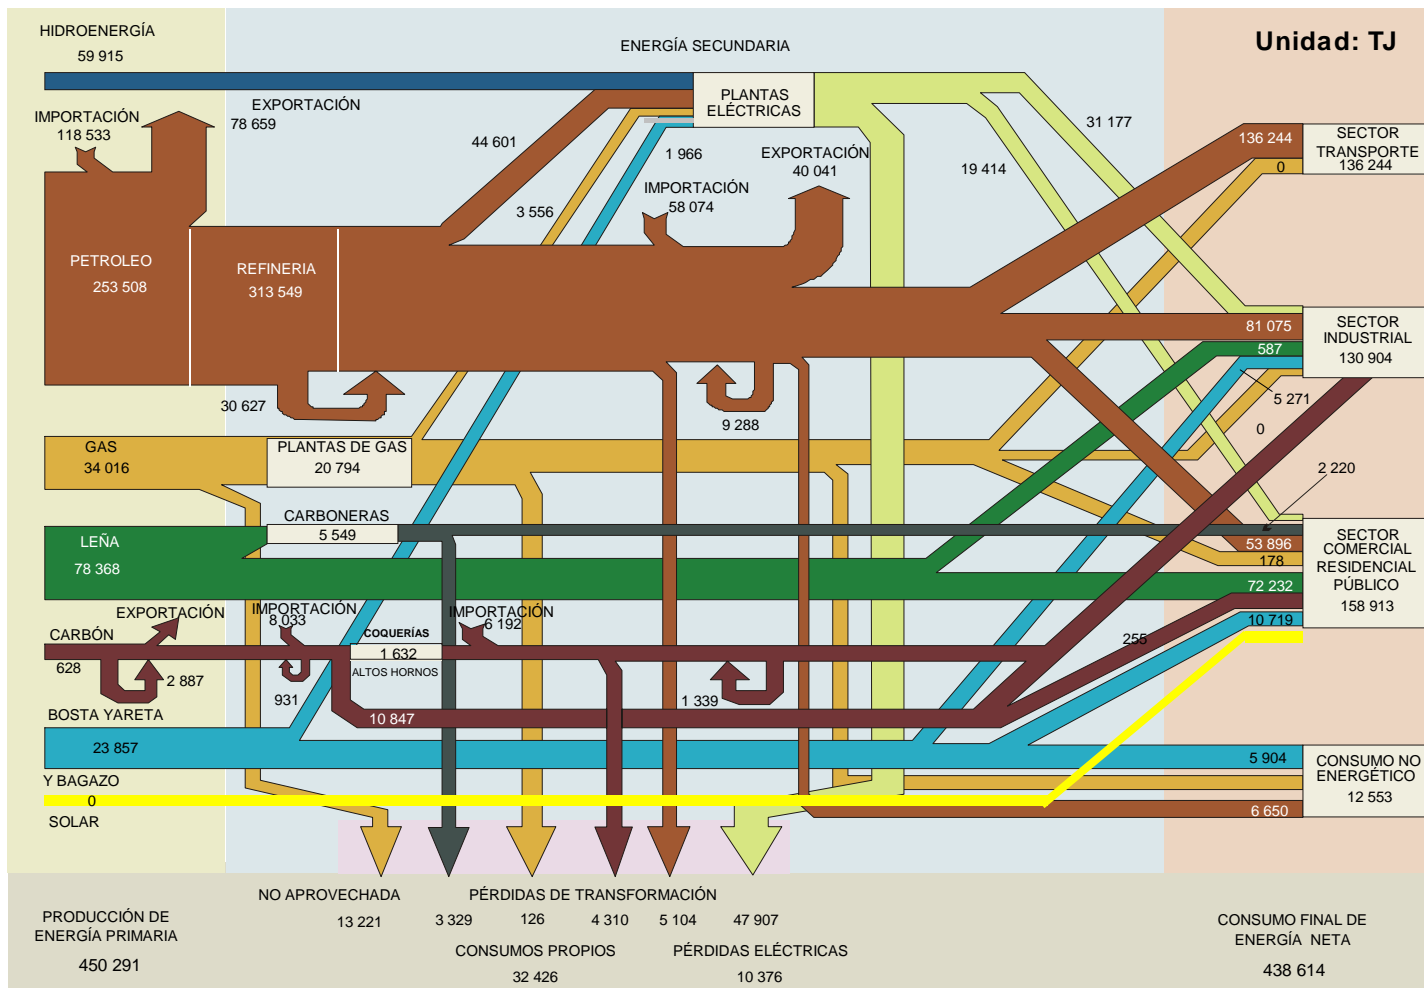 HIDROENERGÍA
59 915
ENERGÍA SECUNDARIA
Unidad: TJ
IMPORTACIÓN
118 533
EXPORTACIÓN
78 659
PLANTAS
ELÉCTRICAS
44 601
1 966
3 556
EXPORTACIÓN
40 041
IMPORTACIÓN
58 074
31 177
19 414
136 244
0
SECTOR
TRANSPORTE
136 244
PETROLEO
253 508
REFINERIA
313 549
30 627
9 288
81 075
587
5 271
0
SECTOR
INDUSTRIAL
130 904
GAS
34 016
PLANTAS DE GAS
20 794
2 220
CARBONERAS
5 549
LEÑA
78 368
53 896
178
72 232
10 719
SECTOR
COMERCIAL
RESIDENCIAL
PÚBLICO
158 913
EXPORTACIÓN
IMPORTACIÓN
8 033
IMPORTACIÓN
6 192
CARBÓN
628
2 887
COQUERÍAS
1 632
ALTOS HORNOS
931
1 339
255
10 847
BOSTA YARETA
23 857
Y BAGAZO
0
SOLAR
5 904
6 650
CONSUMO NO
ENERGÉTICO
12 553
NO APROVECHADA
13 221
PÉRDIDAS DE TRANSFORMACIÓN
3 329
126
4 310
5 104
47 907
CONSUMOS PROPIOS
32 426
PÉRDIDAS ELÉCTRICAS
10 376
PRODUCCIÓN DE
ENERGÍA PRIMARIA
450 291
CONSUMO FINAL DE
ENERGÍA NETA
438 614